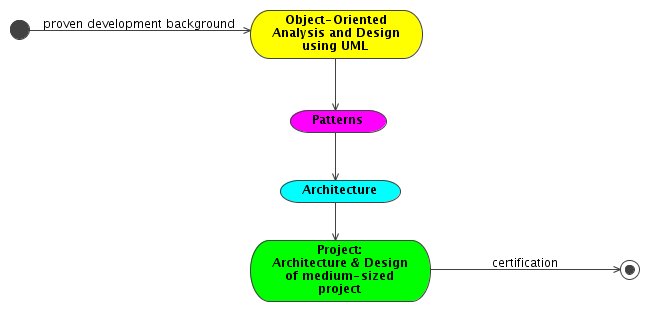 proven development background
Object-Oriented
Analysis and Design
using UML
Patterns
Architecture
Project:
Architecture & Design
of medium-sized
project
certification